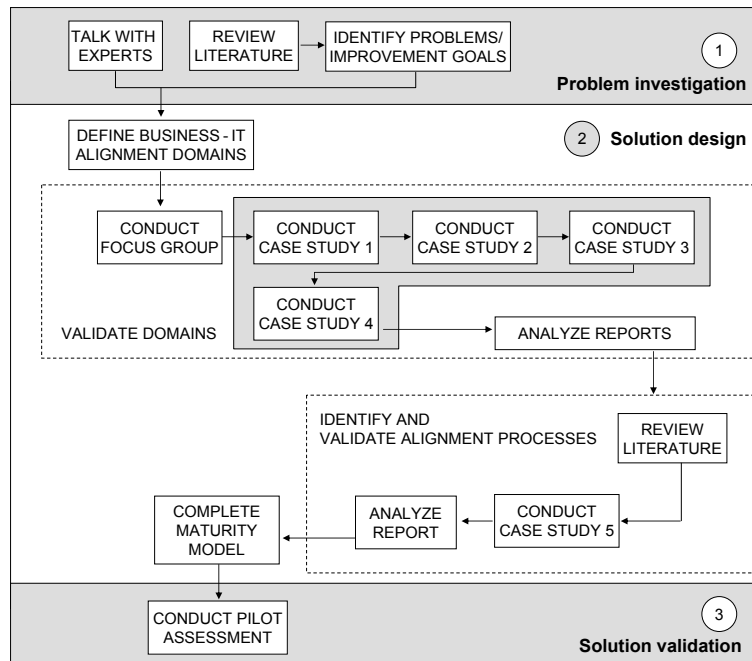 TALK WITH
EXPERTS
REVIEW
LITERATURE
IDENTIFY PROBLEMS/
IMPROVEMENT GOALS
1
Problem investigation
DEFINE BUSINESS - IT
ALIGNMENT DOMAINS
2 Solution design
CONDUCT
FOCUS GROUP
CONDUCT
CASE STUDY 1
CONDUCT
CASE STUDY 2
CONDUCT
CASE STUDY 3
CONDUCT
CASE STUDY 4
VALIDATE DOMAINS
ANALYZE REPORTS
IDENTIFY AND
VALIDATE ALIGNMENT PROCESSES
REVIEW
LITERATURE
CONDUCT
CASE STUDY 5
ANALYZE
REPORT
COMPLETE
MATURITY
MODEL
CONDUCT PILOT
ASSESSMENT
3
Solution validation